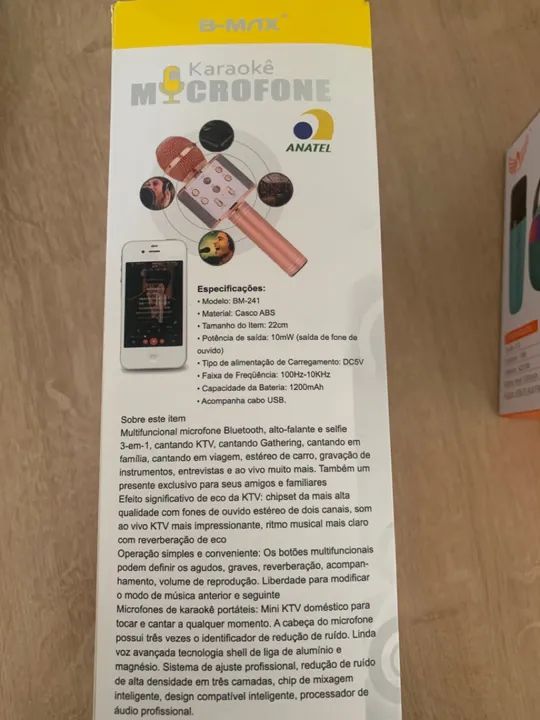 B-MAX
Karaokê
MICROFONE
ANATEL
Especificações:
• Modelo: BM-241
• Material: Casco ABS
• Tamanho do Item: 22cm
• Potência de saída: 10mW (saída de fone de
ouvido)
• Tipo de alimentação de Carregamento: DC5V
• Faixa de Freqüência: 100Hz-10KHz
• Capacidade da Bateria: 1200mAh
• Acompanha cabo USB.
Sobre este item
Multifuncional microfone Bluetooth, alto-falante e selfie
3-em-1, cantando KTV, cantando Gathering, cantando em
família, cantando em viagem, estéreo de carro, gravação de
instrumentos, entrevistas e ao vivo muito mais. Também um
presente exclusivo para seus amigos e familiares
Efeito significativo de eco da KTV: chipset da mais alta
qualidade com fones de ouvido estéreo de dois canais, som
ao vivo KTV mais impressionante, ritmo musical mais claro
com reverberação de eco
Operação simples e conveniente: Os botões multifuncionais
podem definir os agudos, graves, reverberação, acompan-
hamento, volume de reprodução. Liberdade para modificar
o modo de música anterior e seguinte
Microfones de karaokê portáteis: Mini KTV doméstico para
tocar e cantar a qualquer momento. A cabeça do microfone
possui três vezes o identificador de redução de ruído. Linda
voz avançada tecnologia shell de liga de alumínio e
magnésio. Sistema de ajuste profissional, redução de ruído
de alta densidade em três camadas, chip de mixagem
inteligente, design compatível inteligente, processador de
áudio profissional.